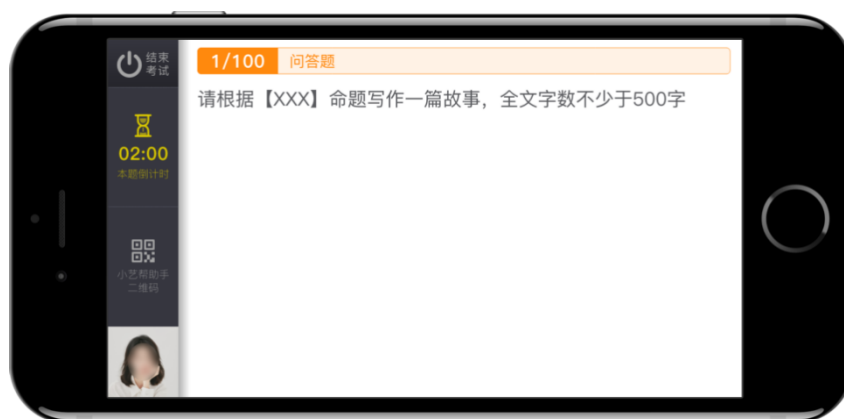 结束
考试
1/100
问答题
请根据【XXX】命题写作一篇故事，全文字数不少于500字
02:00
本题倒计时
小艺帮助手
二维码